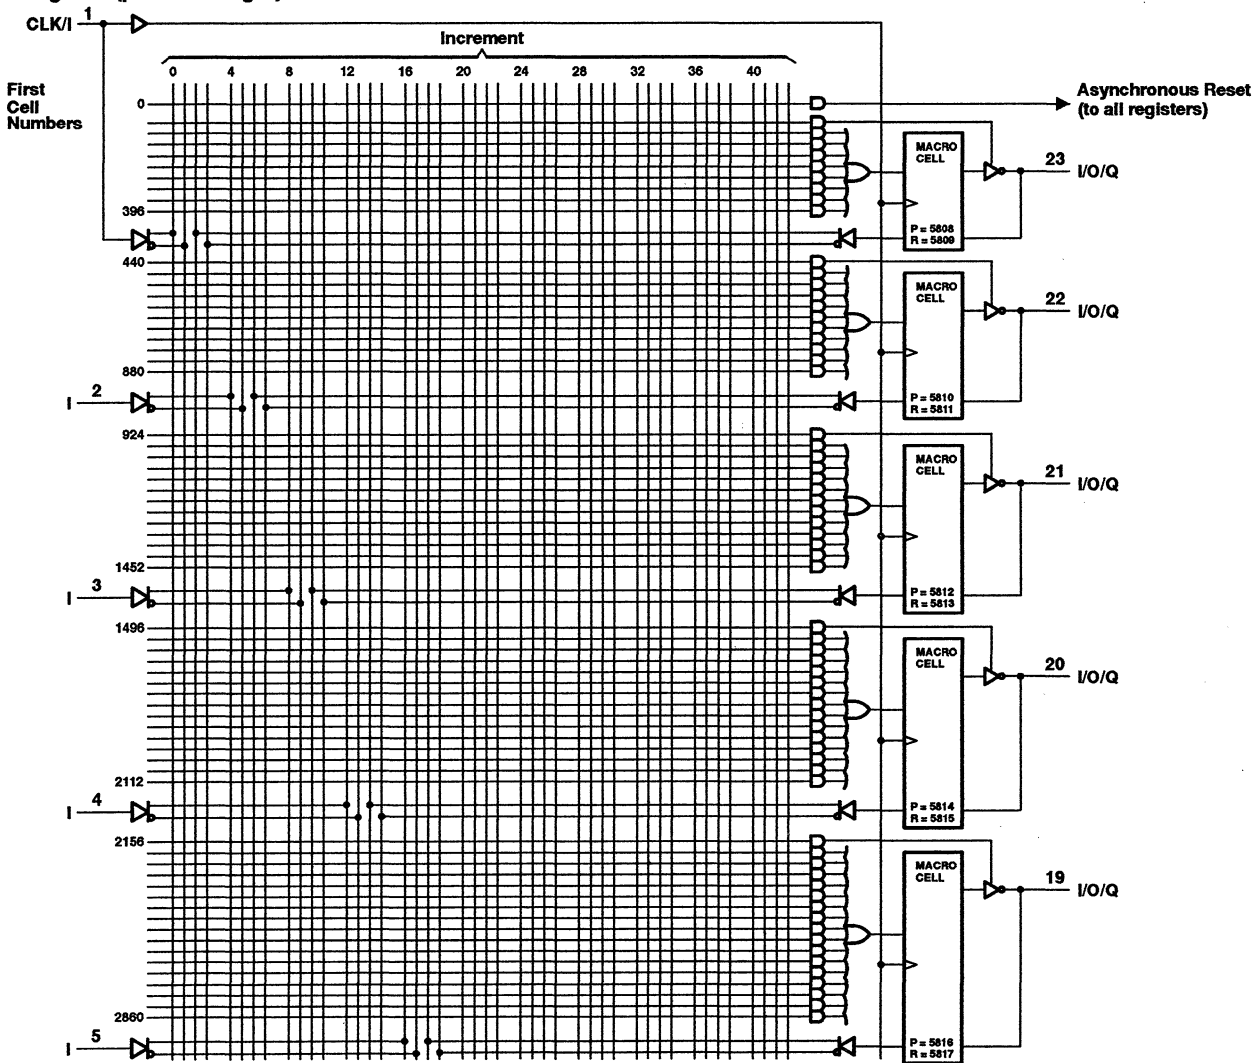 CLK/I 1
Increment
0 4 8 12 16 20 24 28 32 36 40
First
Cell
Numbers
0
Asynchronous Reset
(to all registers)
MACRO
CELL
23 I/O/Q
396
P = 5808
R = 5809
440
MACRO
CELL
22 I/O/Q
880
I 2
P = 5810
R = 5811
924
MACRO
CELL
21 I/O/Q
1452
I 3
P = 5812
R = 5813
1496
MACRO
CELL
20 I/O/Q
2112
I 4
P = 5814
R = 5815
2156
MACRO
CELL
19 I/O/Q
2860
I 5
P = 5816
R = 5817